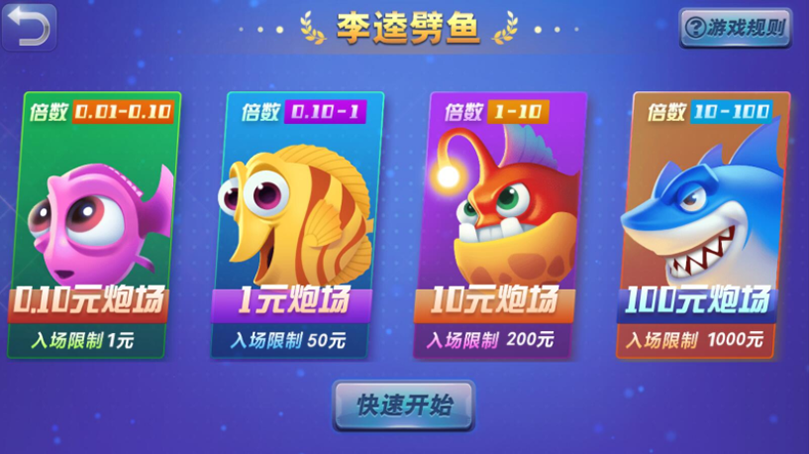 李逵劈鱼
?游戏规则
倍数 0.01-0.10
倍数 0.10-1
倍数 1-10
倍数 10-100
0.10元炮场
1元炮场
10元炮场
100元炮场
入场限制 1元
入场限制 50元
入场限制 200元
入场限制 1000元
快速开始